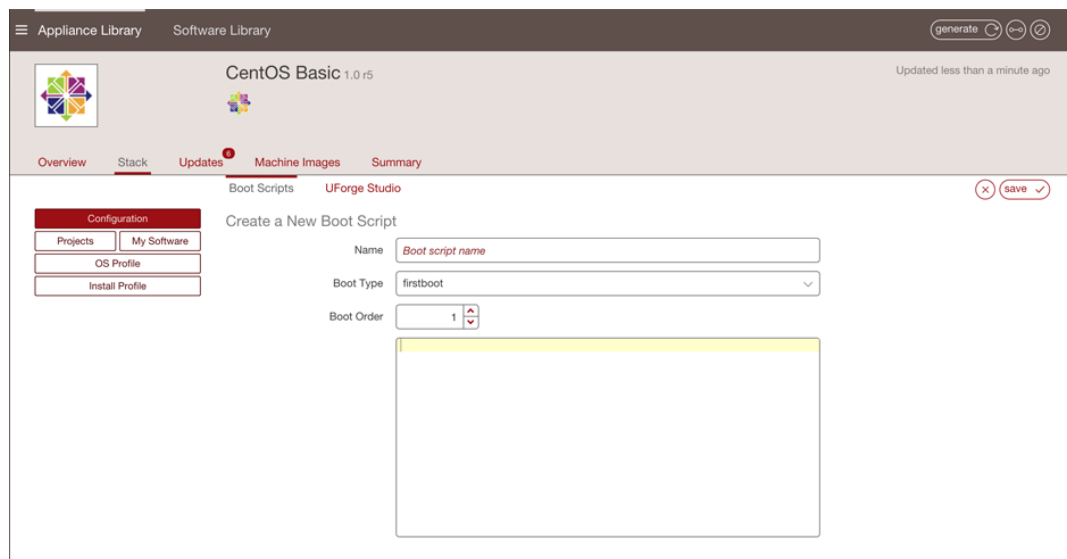 Appliance Library Software Library generate
CentOS Basic 1.0 r5 Updated less than a minute ago
Overview Stack Updates 6 Machine Images Summary
Boot Scripts UForge Studio save
Configuration
Projects My Software
OS Profile
Install Profile
Create a New Boot Script
Name Boot script name
Boot Type firstboot
Boot Order 1